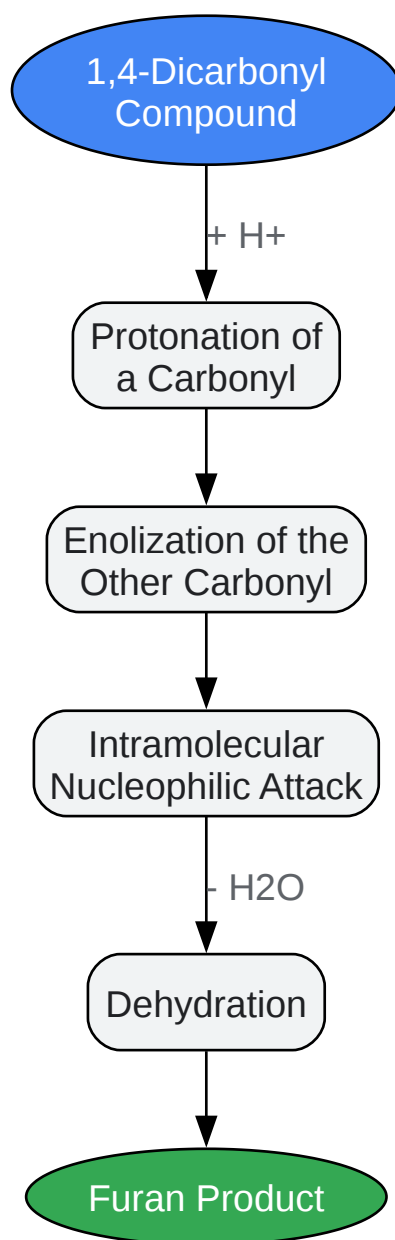 1,4-Dicarbonyl
Compound
+ H+
Protonation of
a Carbonyl
Enolization of the
Other Carbonyl
Intramolecular
Nucleophilic Attack
- H2O
Dehydration
Furan Product